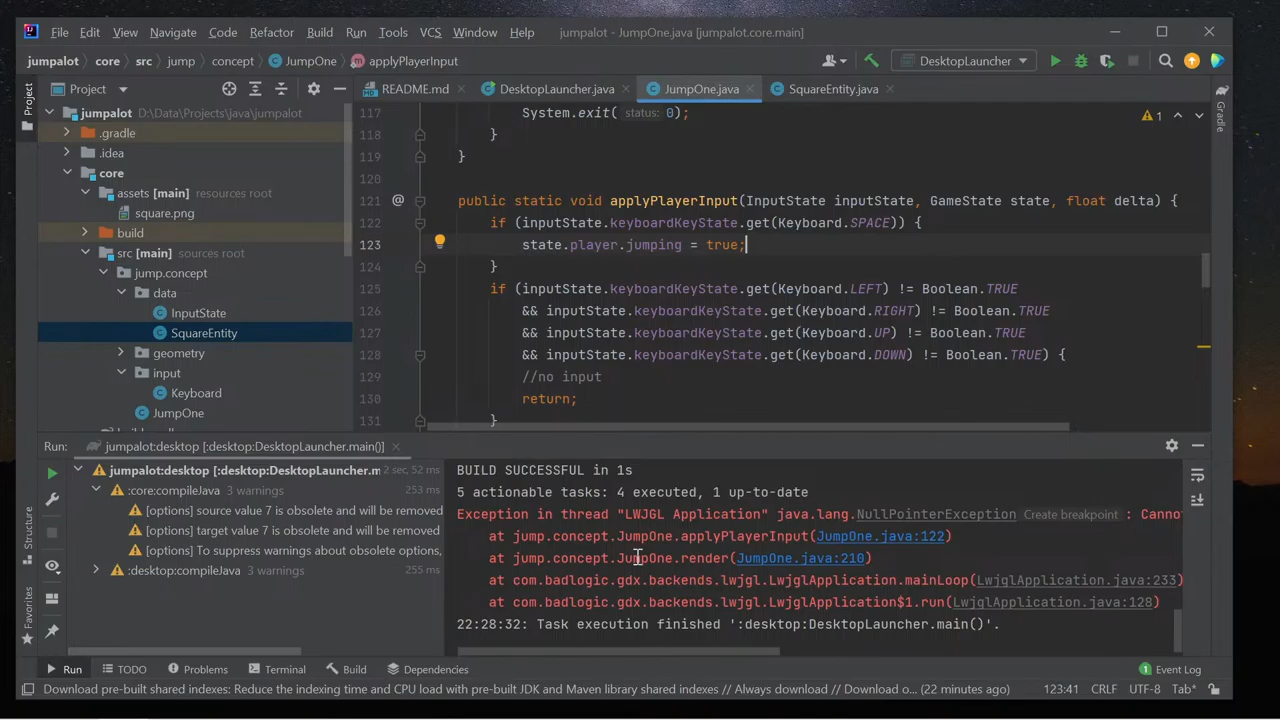 File Edit View Navigate Code Refactor Build Run Tools VCS Window Help jumpalot - JumpOne.java [jumpalot.core.main]
jumpalot core src jump concept JumpOne applyPlayerInput DesktopLauncher
Project README.md DesktopLauncher.java JumpOne.java SquareEntity.java
Project
Gradle
jumpalot D:\Data\Projects\java\jumpalot
.gradle
.idea
core
assets [main] resources root
square.png
build
src [main] sources root
jump.concept
data
InputState
SquareEntity
geometry
input
Keyboard
JumpOne
117 System.exit( status: 0);
118 }
119 }
120
121 @ public static void applyPlayerInput(InputState inputState, GameState state, float delta) {
122 if (inputState.keyboardKeyState.get(Keyboard.SPACE)) {
123 state.player.jumping = true;
124 }
125 if (inputState.keyboardKeyState.get(Keyboard.LEFT) != Boolean.TRUE
126 && inputState.keyboardKeyState.get(Keyboard.RIGHT) != Boolean.TRUE
127 && inputState.keyboardKeyState.get(Keyboard.UP) != Boolean.TRUE
128 && inputState.keyboardKeyState.get(Keyboard.DOWN) != Boolean.TRUE) {
129 //no input
130 return;
131 }
1
Run: jumpalot:desktop [:desktop:DesktopLauncher.main()]
jumpalot:desktop [:desktop:DesktopLauncher.m 2 sec, 52 ms
:core:compileJava 3 warnings 253 ms
[options] source value 7 is obsolete and will be removed
[options] target value 7 is obsolete and will be removed
[options] To suppress warnings about obsolete options,
:desktop:compileJava 3 warnings 255 ms
BUILD SUCCESSFUL in 1s
5 actionable tasks: 4 executed, 1 up-to-date
Exception in thread "LWJGL Application" java.lang.NullPointerException Create breakpoint : Canno
at jump.concept.JumpOne.applyPlayerInput(JumpOne.java:122)
at jump.concept.JumpOne.render(JumpOne.java:210)
at com.badlogic.gdx.backends.lwjgl.LwjglApplication.mainLoop(LwjglApplication.java:233)
at com.badlogic.gdx.backends.lwjgl.LwjglApplication$1.run(LwjglApplication.java:128)
22:28:32: Task execution finished ':desktop:DesktopLauncher.main()'.
Structure
Favorites
Run TODO Problems Terminal Build Dependencies 1 Event Log
Download pre-built shared indexes: Reduce the indexing time and CPU load with pre-built JDK and Maven library shared indexes // Always download // Download o... (22 minutes ago) 123:41 CRLF UTF-8 Tab*